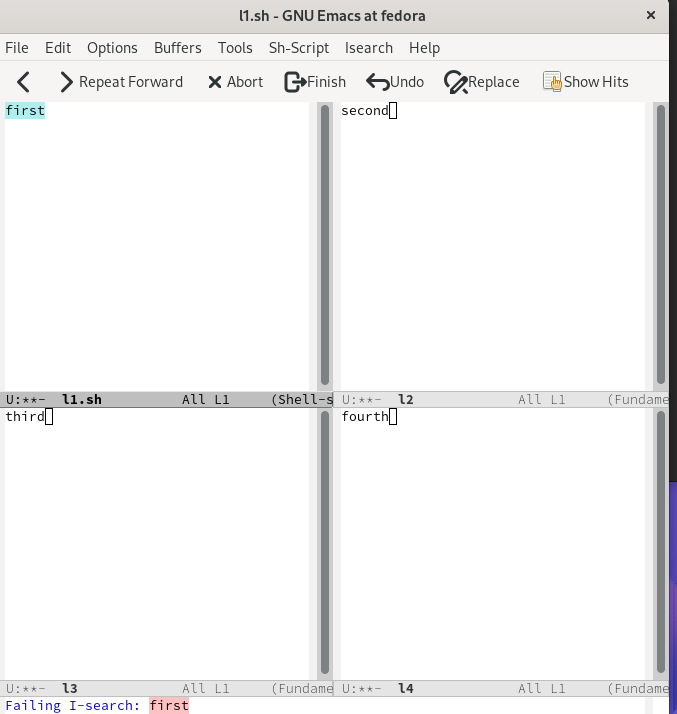 l1.sh - GNU Emacs at fedora ×
File Edit Options Buffers Tools Sh-Script Isearch Help
Repeat Forward Abort Finish Undo Replace Show Hits
first
second
U:**- l1.sh All L1 (Shell-s
U:**- l2 All L1 (Fundame
third
fourth
U:**- l3 All L1 (Fundame
U:**- l4 All L1 (Fundame
Failing I-search: first